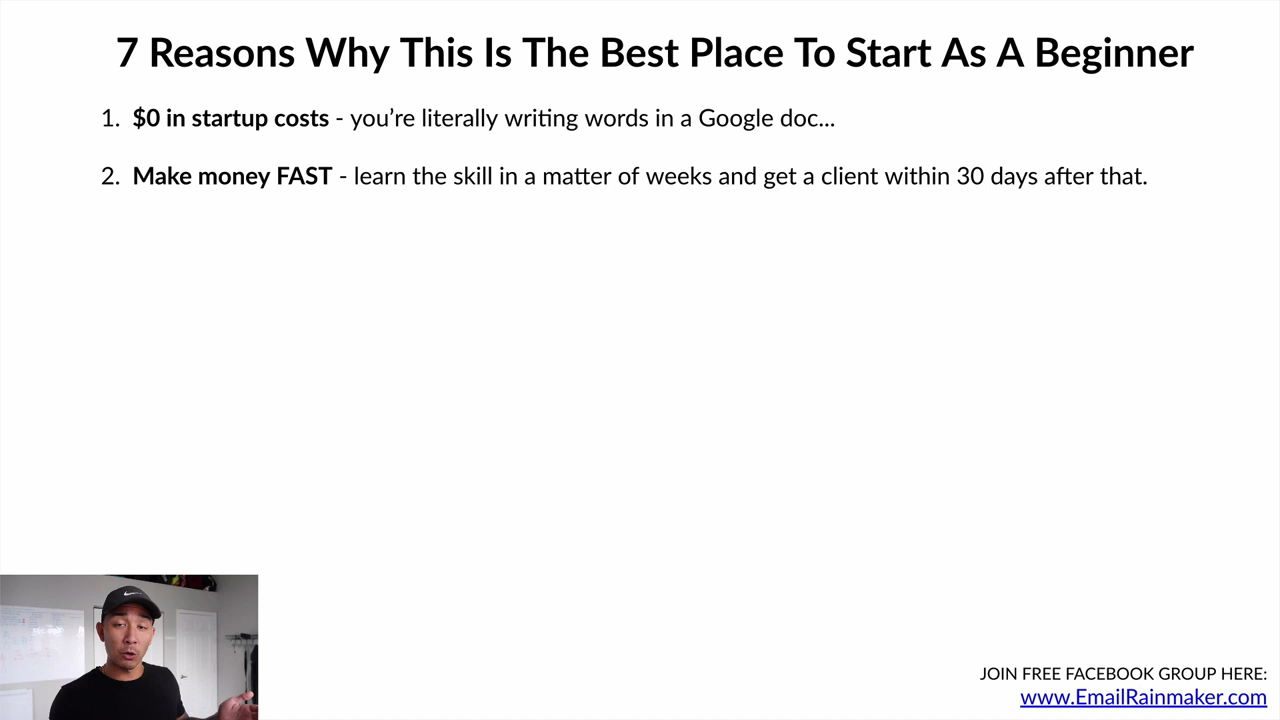 7 Reasons Why This Is The Best Place To Start As A Beginner
1. $0 in startup costs - you’re literally writing words in a Google doc...
2. Make money FAST - learn the skill in a matter of weeks and get a client within 30 days after that.
JOIN FREE FACEBOOK GROUP HERE:
www.EmailRainmaker.com